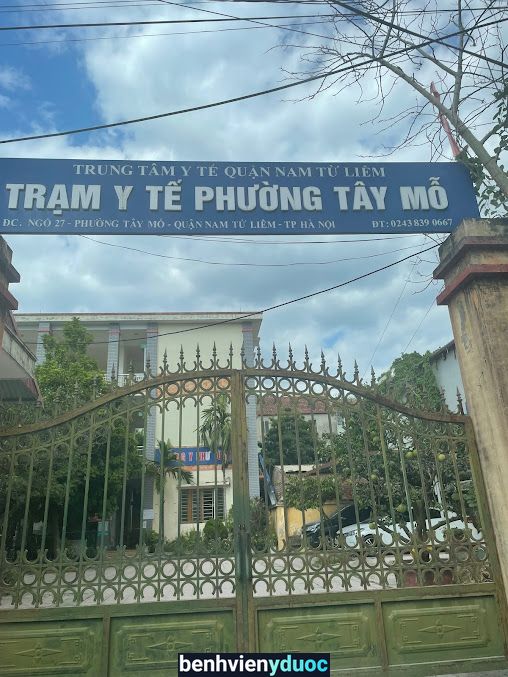 TRUNG TÂM Y TẾ QUẬN NAM TỪ LIÊM
TRẠM Y TẾ PHƯỜNG TÂY MỖ
ĐC. NGÕ 27 - PHƯỜNG TÂY MỖ - QUẬN NAM TỪ LIÊM - TP HÀ NỘI ĐT: 0243 839 0667
benhvienyduoc